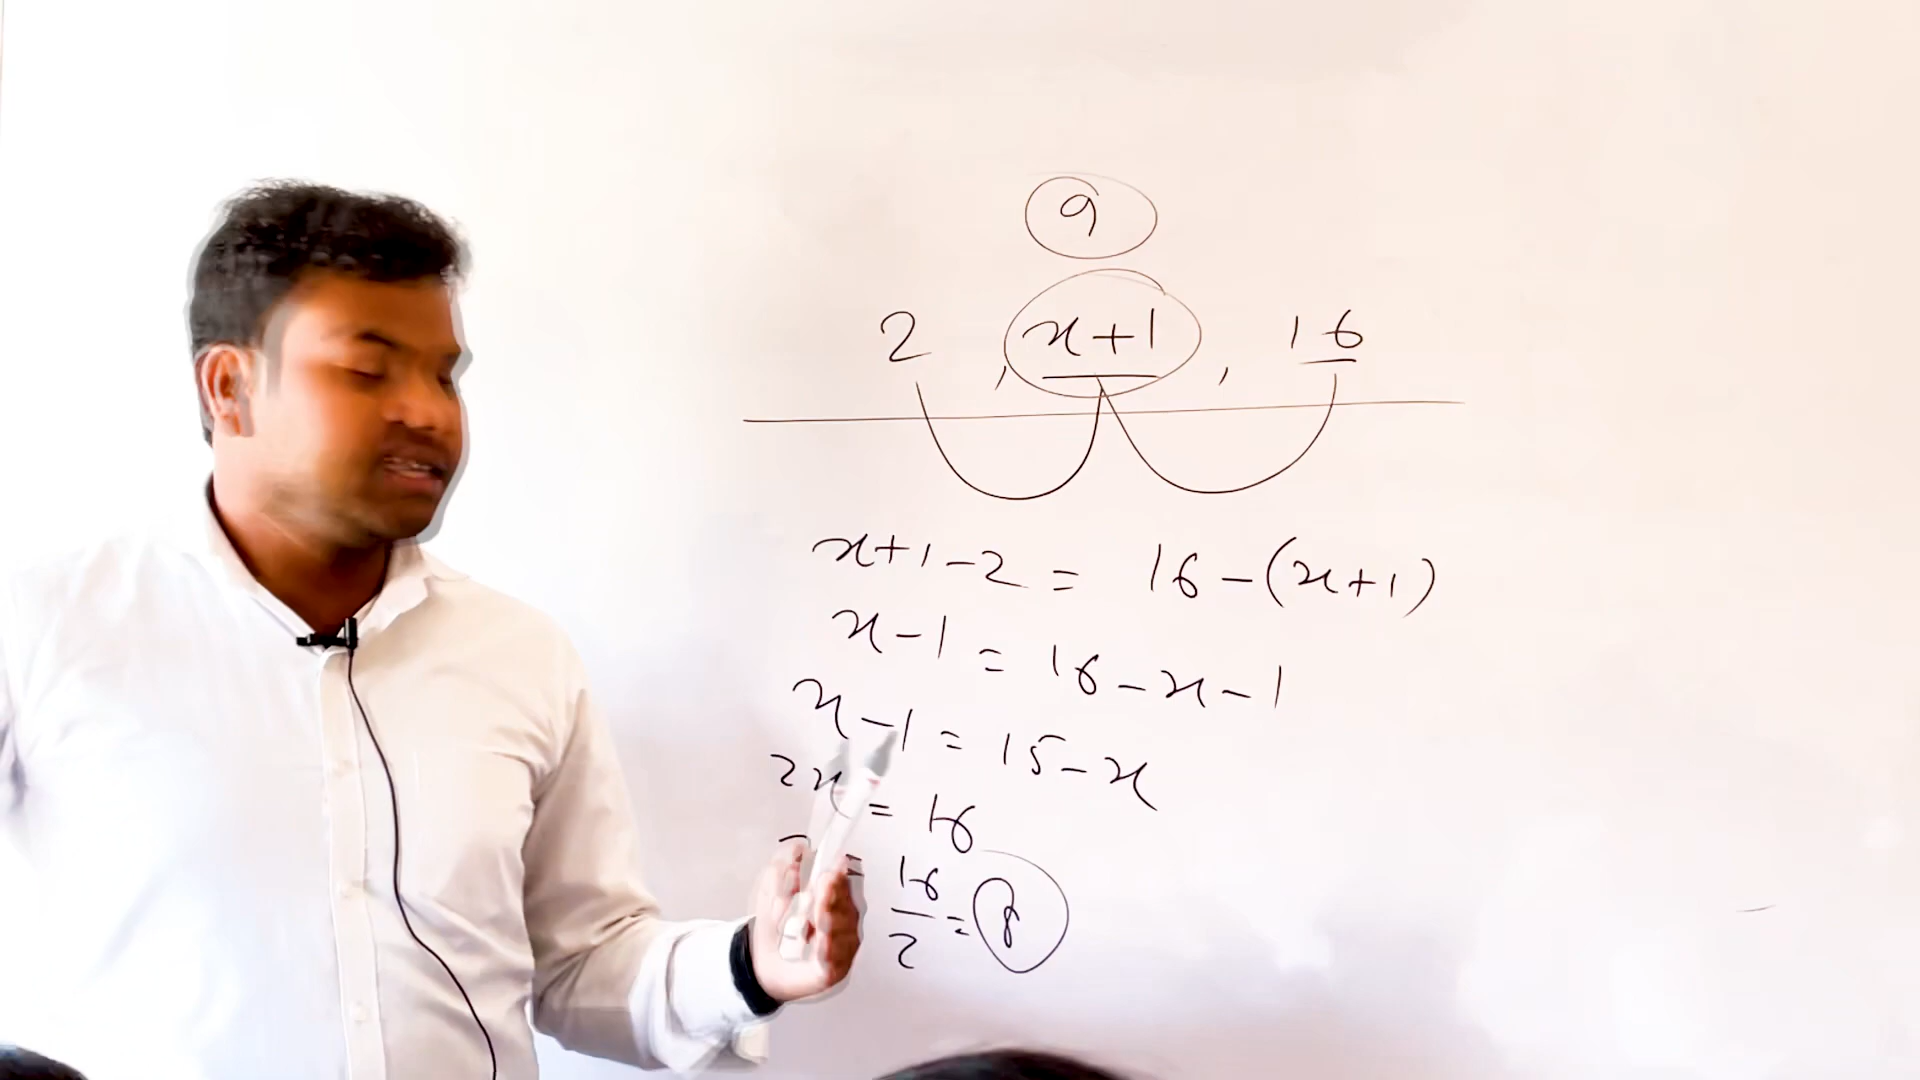 9
2, x+1, 16
x+1-2 = 16-(x+1)
x-1 = 16-x-1
x-1 = 15-x
2x = 16
= 16/2 = 8